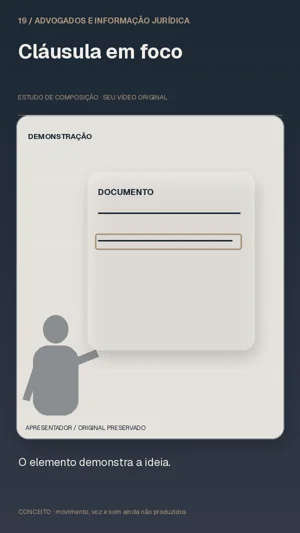 19 / ADVOGADOS E INFORMAÇÃO JURÍDICA
Cláusula em foco
ESTUDO DE COMPOSIÇÃO · SEU VÍDEO ORIGINAL
DEMONSTRAÇÃO
DOCUMENTO
APRESENTADOR / ORIGINAL PRESERVADO
O elemento demonstra a ideia.
CONCEITO · movimento, voz e som ainda não produzidos